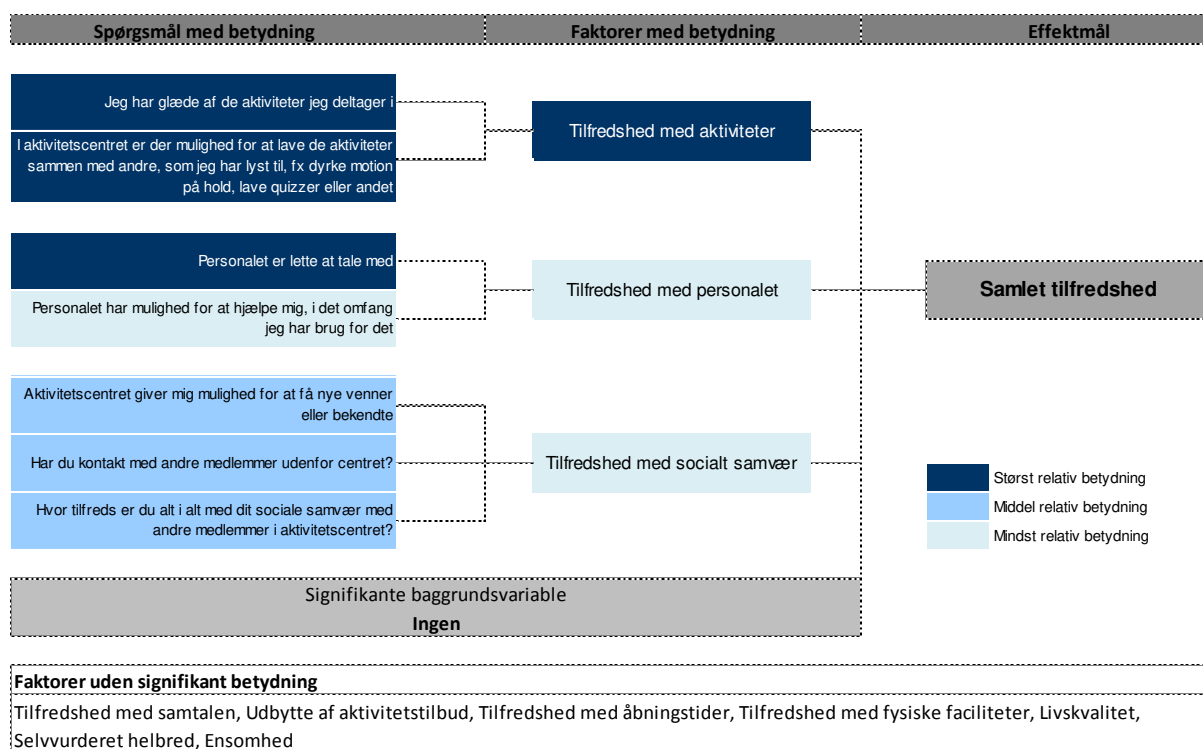 Spørgsmål med betydning
Faktorer med betydning
Effektmål
Jeg har glæde af de aktiviteter jeg deltager i
I aktivitetscentret er der mulighed for at lave de aktiviteter
sammen med andre, som jeg har lyst til, fx dyrke motion
på hold, lave quizzer eller andet
Tilfredshed med aktiviteter
Personalet er lette at tale med
Personalet har mulighed for at hjælpe mig, i det omfang
jeg har brug for det
Tilfredshed med personalet
Samlet tilfredshed
Aktivitetscentret giver mig mulighed for at få nye venner
eller bekendte
Har du kontakt med andre medlemmer udenfor centret?
Hvor tilfreds er du alt i alt med dit sociale samvær med
andre medlemmer i aktivitetscentret?
Tilfredshed med socialt samvær
Størst relativ betydning
Middel relativ betydning
Mindst relativ betydning
Signifikante baggrundsvariable
Ingen
Faktorer uden signifikant betydning
Tilfredshed med samtalen, Udbytte af aktivitetstilbud, Tilfredshed med åbningstider, Tilfredshed med fysiske faciliteter, Livskvalitet,
Selvvurderet helbred, Ensomhed